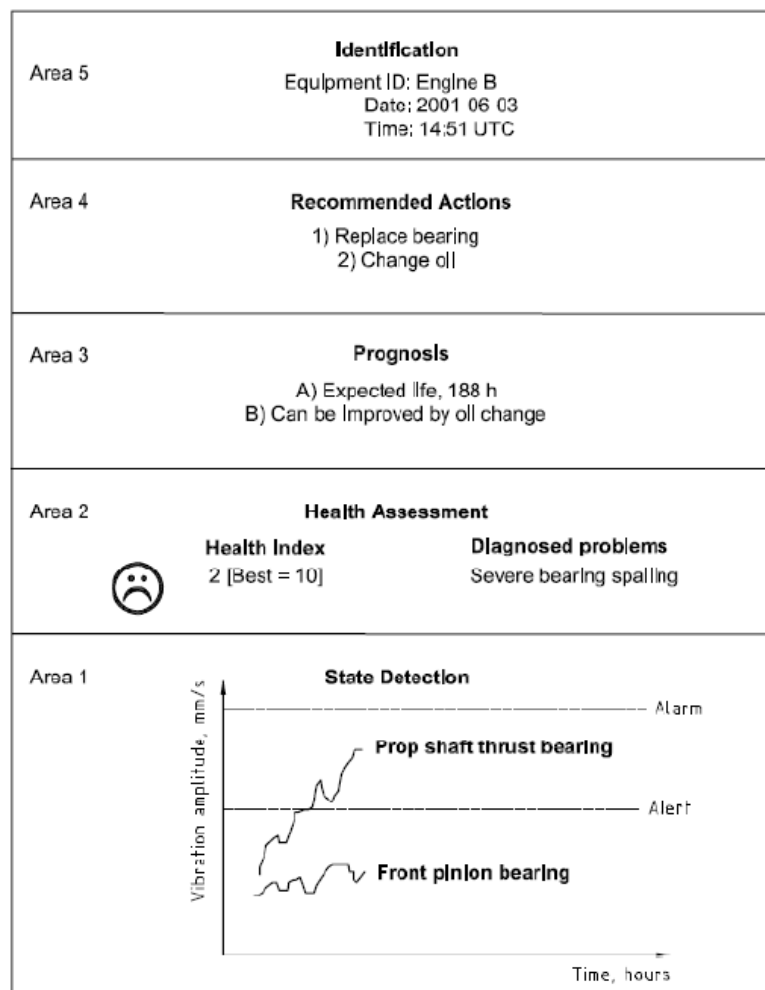 Area 5
Identification
Equipment ID: Engine B
Date: 2001-06-03
Time: 14:51 UTC
Area 4
Recommended Actions
1) Replace bearing
2) Change oil
Area 3
Prognosis
A) Expected life, 188 h
B) Can be Improved by oil change
Area 2
Health Assessment
Health Index
Diagnosed problems
2 [Best = 10]
Severe bearing spalling
Area 1
State Detection
Vibration amplitude, mm/s
Alarm
Prop shaft thrust bearing
Alert
Front pinion bearing
Time, hours